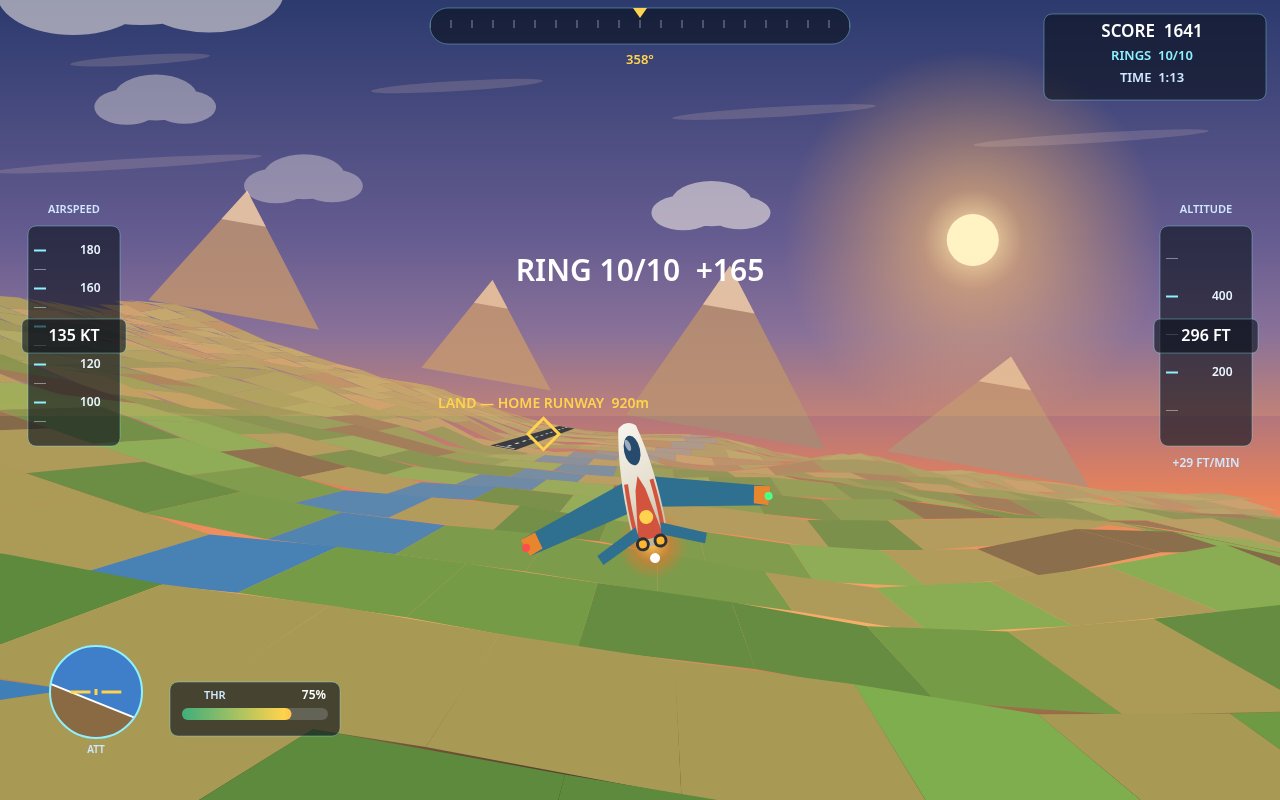 358°
SCORE 1641
RINGS 10/10
TIME 1:13
AIRSPEED
180
160
135 KT
120
100
ALTITUDE
400
296 FT
200
+29 FT/MIN
RING 10/10 +165
LAND — HOME RUNWAY 920m
ATT
THR 75%